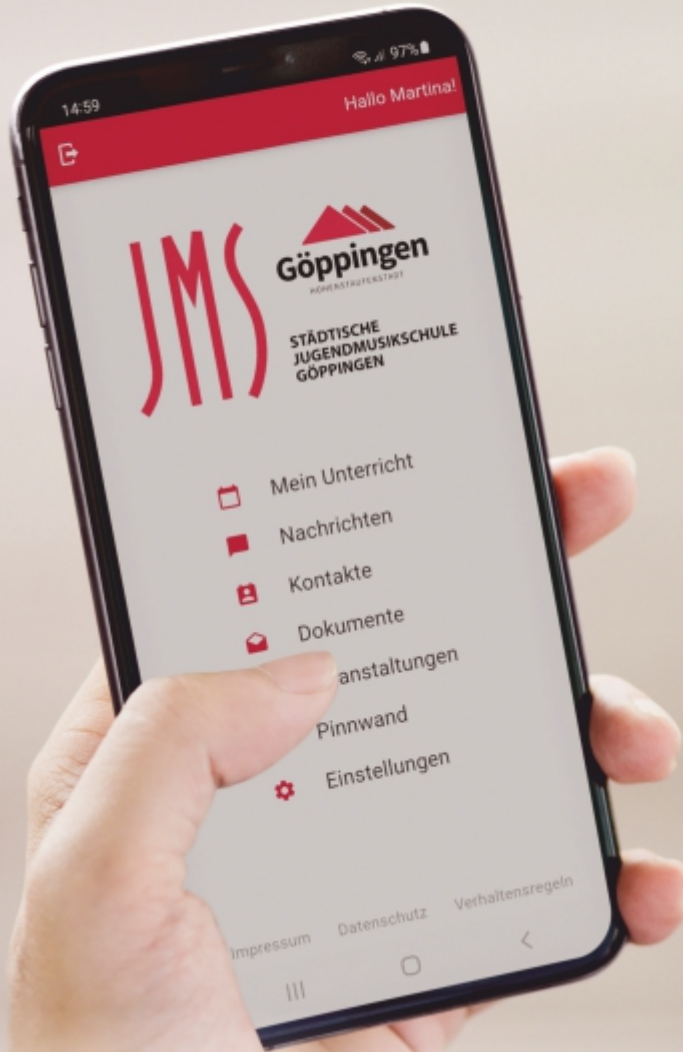 14:59
97%
Hallo Martina!
JMS
Göppingen
HOHENSTAUFENSTADT
STÄDTISCHE
JUGENDMUSIKSCHULE
GÖPPINGEN
Mein Unterricht
Nachrichten
Kontakte
Dokumente
anstaltungen
Pinnwand
Einstellungen
Impressum Datenschutz Verhaltensregeln